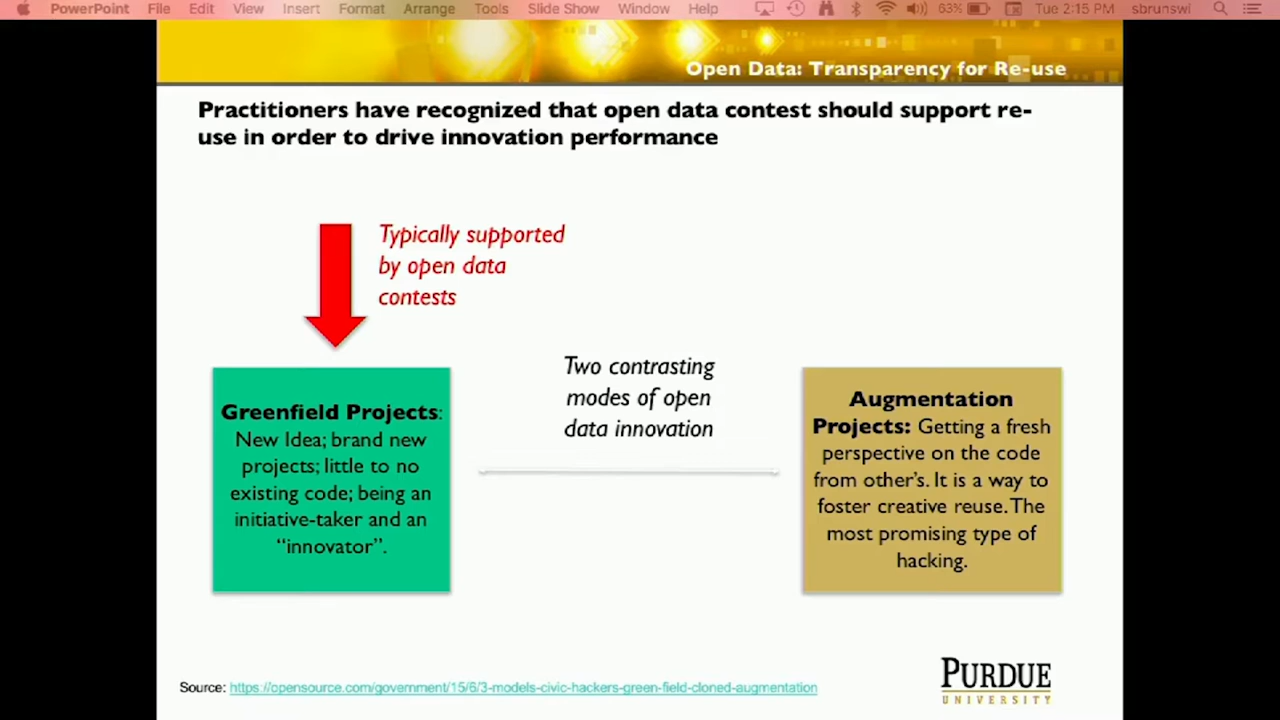 PowerPoint File Edit View Insert Format Arrange Tools Slide Show Window Help 63% Tue 2:15 PM sbrunswi
Open Data: Transparency for Re-use
Practitioners have recognized that open data contest should support re-
use in order to drive innovation performance
Typically supported
by open data
contests
Two contrasting
modes of open
data innovation
Greenfield Projects:
New Idea; brand new
projects; little to no
existing code; being an
initiative-taker and an
“innovator”.
Augmentation
Projects: Getting a fresh
perspective on the code
from other’s. It is a way to
foster creative reuse. The
most promising type of
hacking.
Source: https://opensource.com/government/15/6/3-models-civic-hackers-green-field-cloned-augmentation
PURDUE
UNIVERSITY